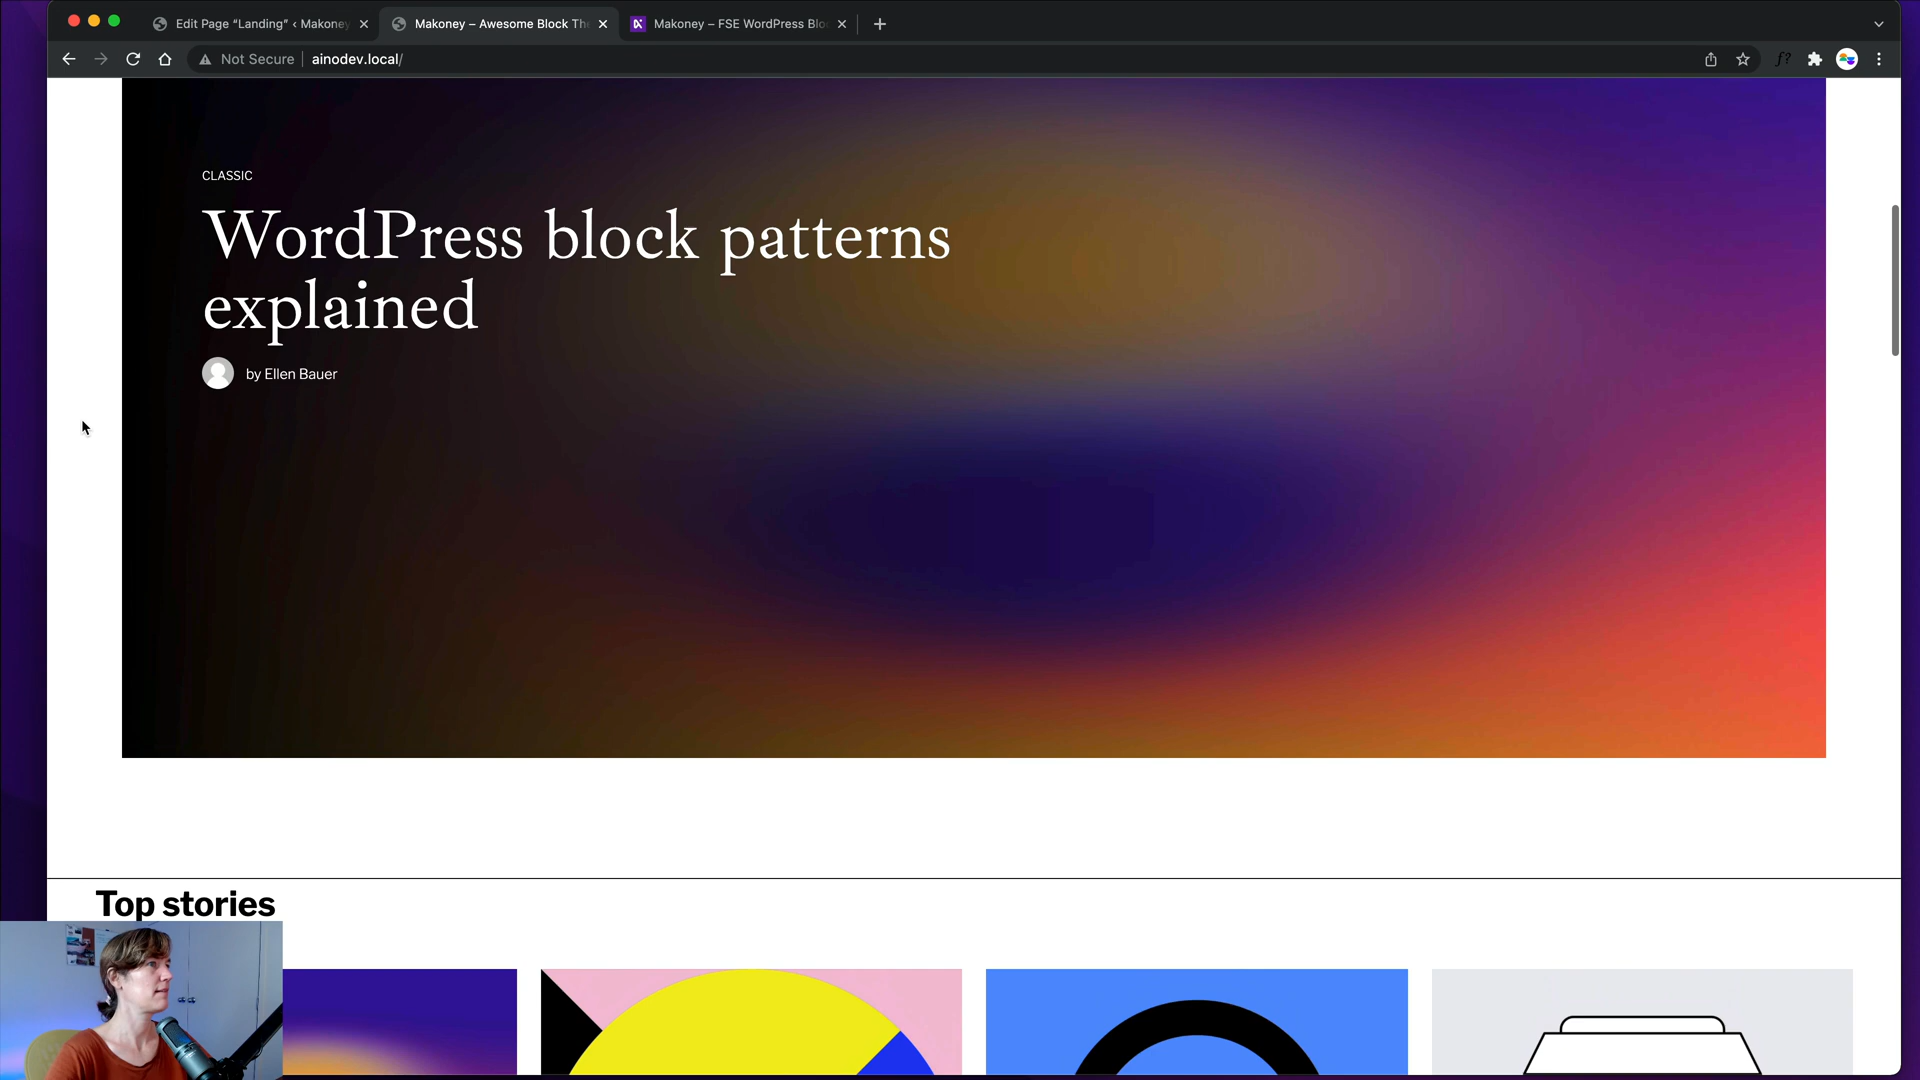 Edit Page “Landing” ‹ Makoney
Makoney – Awesome Block Th
Makoney – FSE WordPress Blo
Not Secure
ainodev.local/
f?
CLASSIC
WordPress block patterns
explained
by Ellen Bauer
Top stories